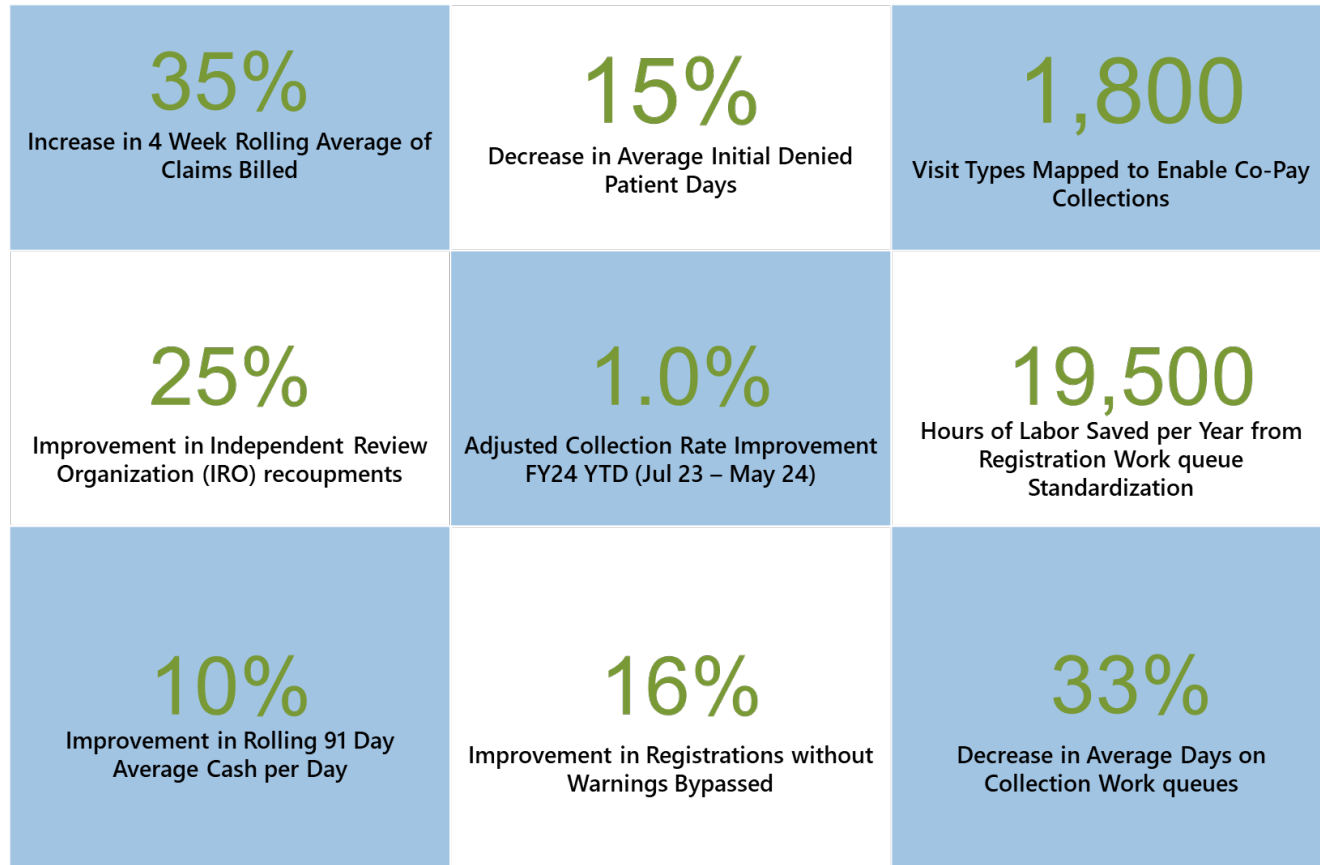 35%
Increase in 4 Week Rolling Average of
Claims Billed
15%
Decrease in Average Initial Denied
Patient Days
1,800
Visit Types Mapped to Enable Co-Pay
Collections
25%
Improvement in Independent Review
Organization (IRO) recoupments
1.0%
Adjusted Collection Rate Improvement
FY24 YTD (Jul 23 – May 24)
19,500
Hours of Labor Saved per Year from
Registration Work queue
Standardization
10%
Improvement in Rolling 91 Day
Average Cash per Day
16%
Improvement in Registrations without
Warnings Bypassed
33%
Decrease in Average Days on
Collection Work queues